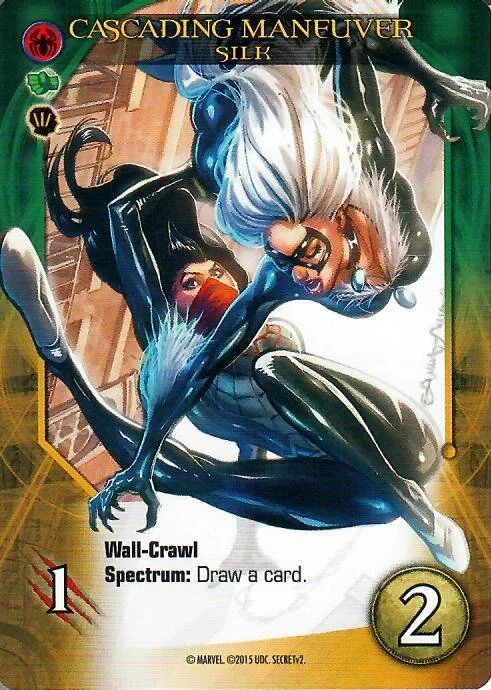 CASCADING MANEUVER
SILK
Wall-Crawl
Spectrum: Draw a card.
1
2
© MARVEL. ©2015 UDC. SECRETv2.